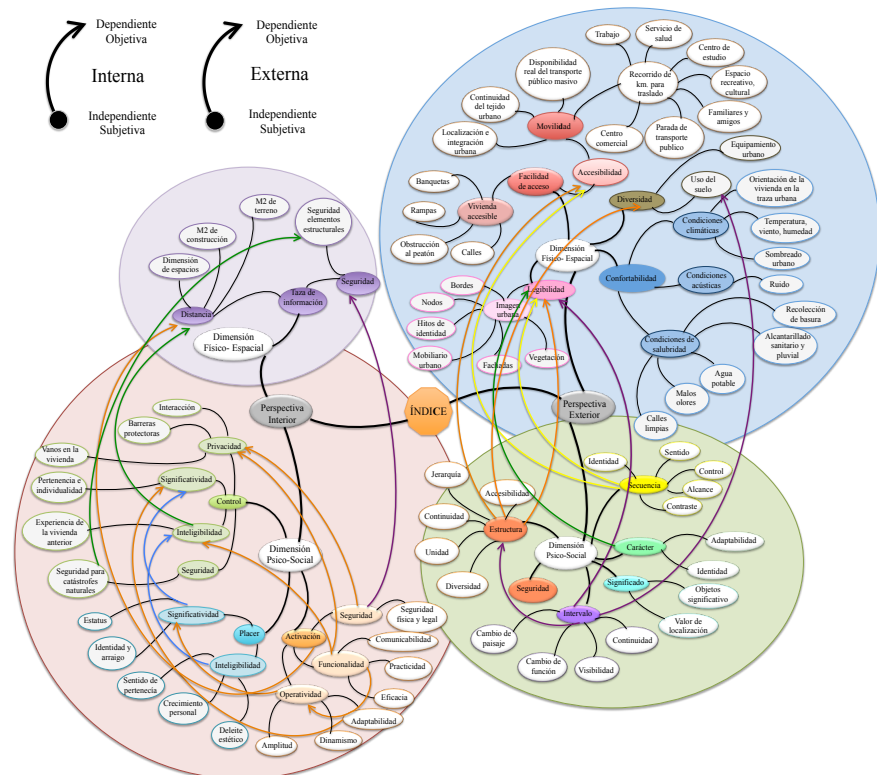 Dependiente
Objetiva
Interna
Independiente
Subjetiva
Dependiente
Objetiva
Externa
Independiente
Subjetiva
M2 de
terreno
M2 de
construcción
Dimensión
de espacios
Seguridad
elementos
estructurales
Distancia
Taza de
información
Seguridad
Dimensión
Físico- Espacial
Perspectiva
Interior
ÍNDICE
Perspectiva
Exterior
Trabajo
Servicio de
salud
Centro de
estudio
Espacio
recreativo,
cultural
Familiares y
amigos
Parada de
transporte
publico
Centro
comercial
Recorrido de
km. para
traslado
Disponibilidad
real del transporte
público masivo
Continuidad
del tejido
urbano
Localización e
integración
urbana
Movilidad
Accesibilidad
Facilidad
de acceso
Vivienda
accesible
Banquetas
Rampas
Obstrucción
al peatón
Calles
Equipamiento
urbano
Uso del
suelo
Diversidad
Dimensión
Físico- Espacial
Condiciones
climáticas
Orientación de la
vivienda en la
traza urbana
Temperatura,
viento, humedad
Sombreado
urbano
Confortabilidad
Condiciones
acústicas
Ruido
Condiciones de
salubridad
Recolección
de basura
Alcantarillado
sanitario y
pluvial
Agua
potable
Malos
olores
Calles
limpias
Legibilidad
Imagen
urbana
Bordes
Nodos
Hitos de
identidad
Mobiliario
urbano
Fachadas
Vegetación
Interacción
Barreras
protectoras
Vanos en la
vivienda
Privacidad
Pertenencia e
individualidad
Significatividad
Control
Experiencia de
la vivienda
anterior
Inteligibilidad
Seguridad para
catástrofes
naturales
Seguridad
Dimensión
Psico-Social
Estatus
Significatividad
Placer
Identidad y
arraigo
Inteligibilidad
Sentido de
pertenecía
Crecimiento
personal
Deleite
estético
Activación
Seguridad
Seguridad
física y legal
Comunicabilidad
Funcionalidad
Practicidad
Eficacia
Adaptabilidad
Operatividad
Amplitud
Dinamismo
Identidad
Sentido
Control
Alcance
Contraste
Secuencia
Jerarquía
Accesibilidad
Continuidad
Estructura
Unidad
Diversidad
Seguridad
Dimensión
Psico-Social
Carácter
Adaptabilidad
Identidad
Significado
Objetos
significativo
Valor de
localización
Intervalo
Cambio de
paisaje
Cambio de
función
Visibilidad
Continuidad